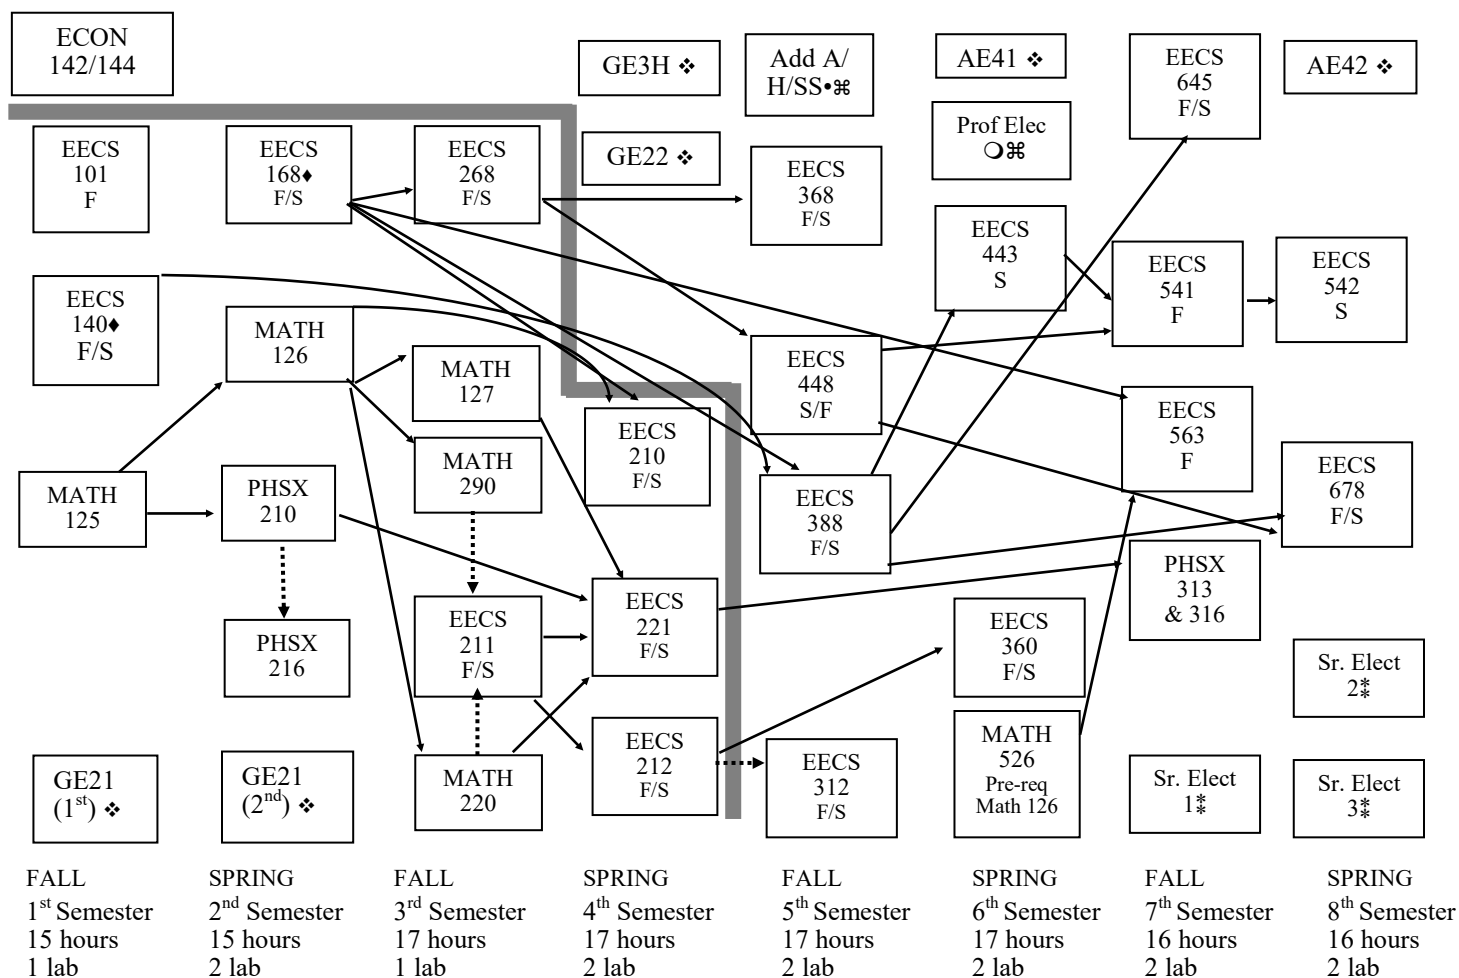 ECON
142/144
EECS
101
F
EECS
140♦
F/S
MATH
125
GE21
(1st) ❖
EECS
168♦
F/S
MATH
126
PHSX
210
PHSX
216
GE21
(2nd) ❖
EECS
268
F/S
MATH
127
MATH
290
EECS
211
F/S
MATH
220
GE3H ❖
GE22 ❖
EECS
210
F/S
EECS
221
F/S
EECS
212
F/S
Add A/
H/SS•⌘
EECS
368
F/S
EECS
448
S/F
EECS
388
F/S
EECS
312
F/S
AE41 ❖
Prof Elec
❍⌘
EECS
443
S
EECS
360
F/S
MATH
526
Pre-req
Math 126
EECS
645
F/S
EECS
541
F
EECS
563
F
PHSX
313
& 316
Sr. Elect
1⁑
AE42 ❖
EECS
542
S
EECS
678
F/S
Sr. Elect
2⁑
Sr. Elect
3⁑
FALL
1st Semester
15 hours
1 lab
SPRING
2nd Semester
15 hours
2 lab
FALL
3rd Semester
17 hours
1 lab
SPRING
4th Semester
17 hours
2 lab
FALL
5th Semester
17 hours
2 lab
SPRING
6th Semester
17 hours
2 lab
FALL
7th Semester
16 hours
2 lab
SPRING
8th Semester
16 hours
2 lab